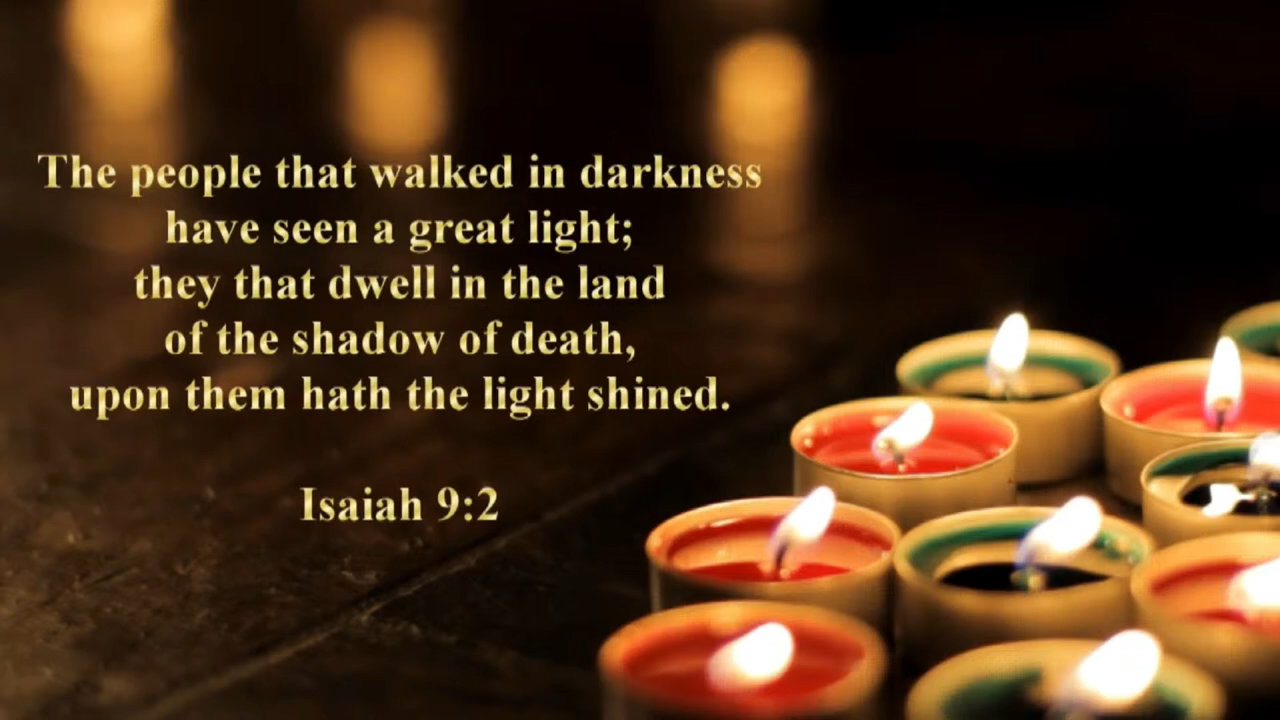 The people that walked in darkness
have seen a great light;
they that dwell in the land
of the shadow of death,
upon them hath the light shined.
Isaiah 9:2